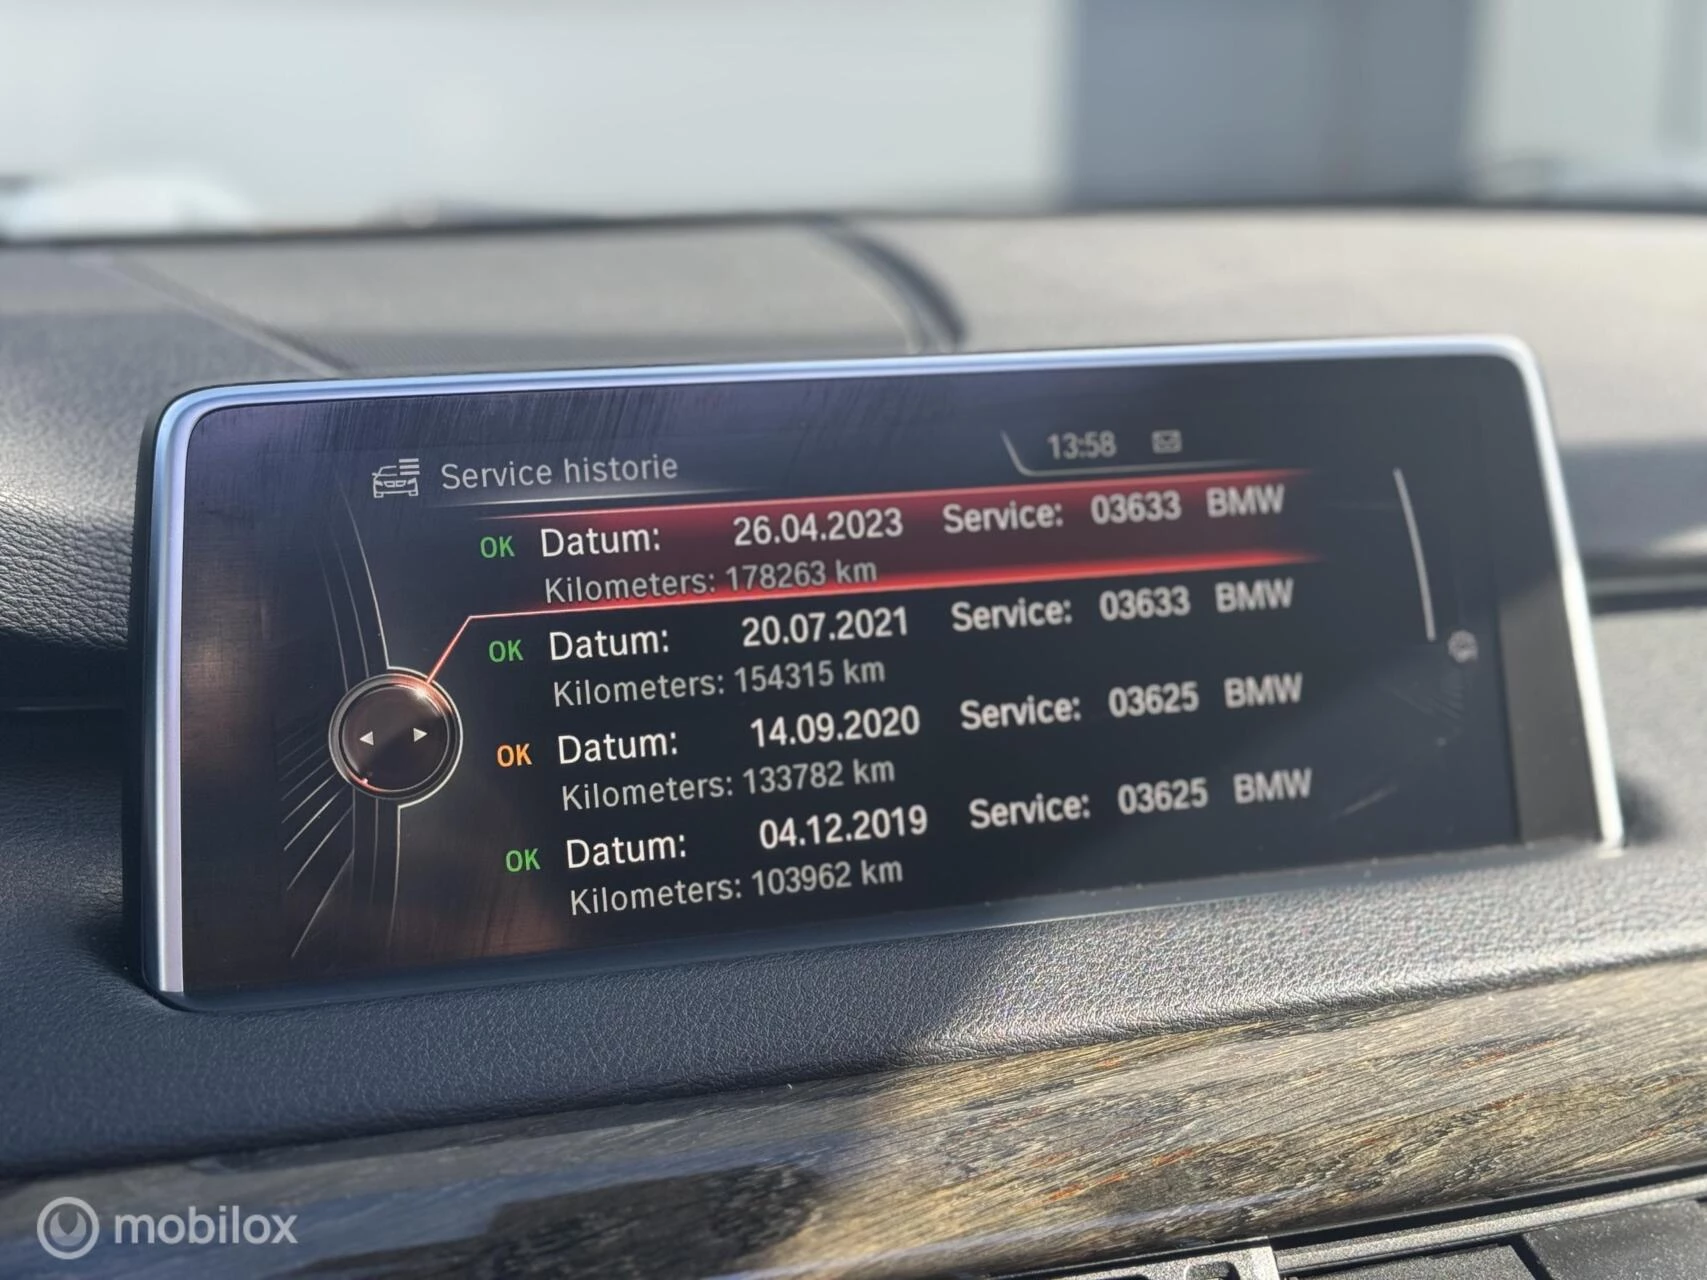 13:58
Service historie
OK Datum: 26.04.2023 Service: 03633 BMW
Kilometers: 178263 km
OK Datum: 20.07.2021 Service: 03633 BMW
Kilometers: 154315 km
OK Datum: 14.09.2020 Service: 03625 BMW
Kilometers: 133782 km
OK Datum: 04.12.2019 Service: 03625 BMW
Kilometers: 103962 km
mobilox